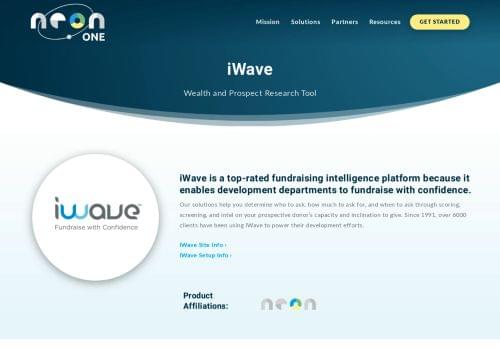 neon ONE
Mission Solutions Partners Resources GET STARTED
iWave
Wealth and Prospect Research Tool
iwave™
Fundraise with Confidence
iWave is a top-rated fundraising intelligence platform because it
enables development departments to fundraise with confidence.
Our solutions help you determine who to ask, how much to ask for, and when to ask through scoring,
screening, and intel on your prospective donor's capacity and inclination to give. Since 1991, over 6000
clients have been using iWave to power their development efforts.
iWave Site Info ›
iWave Setup Info ›
Product
Affiliations:
neon